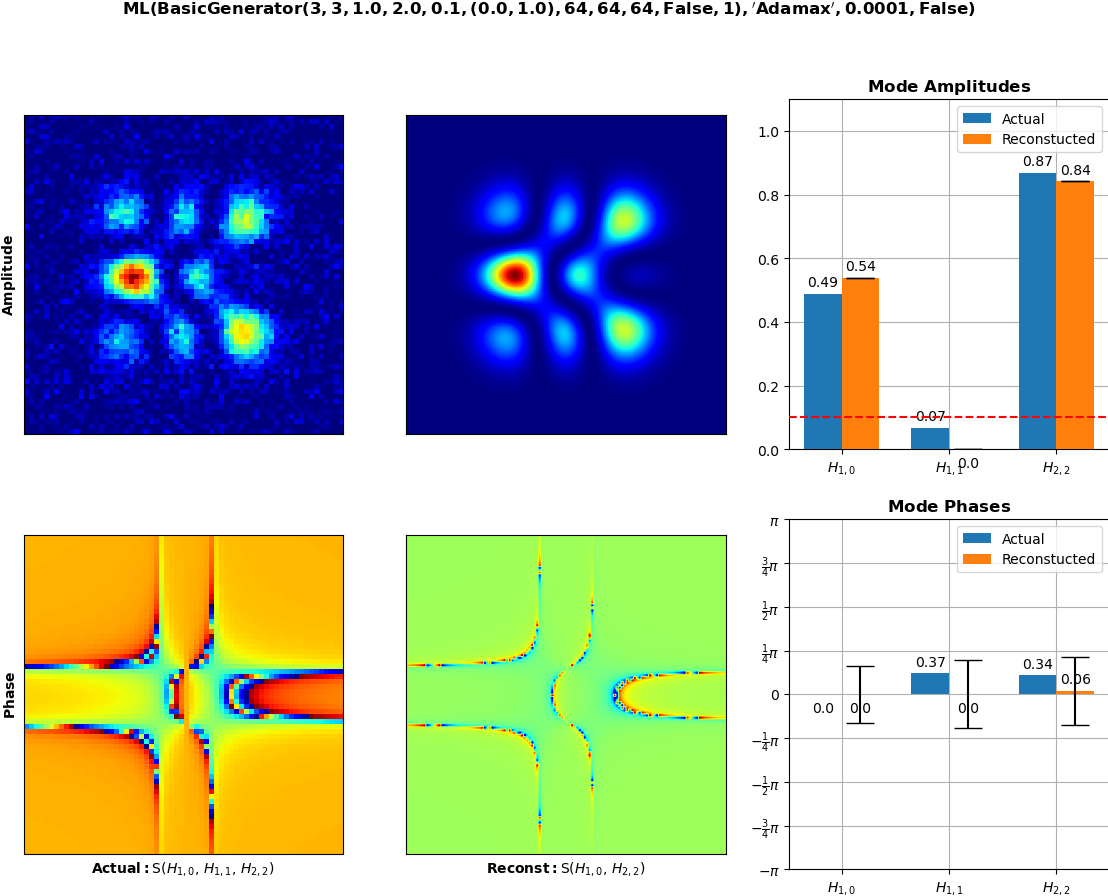 ML(BasicGenerator(3, 3, 1.0, 2.0, 0.1, (0.0, 1.0), 64, 64, 64, False, 1), ′Adamax′, 0.0001, False)
Amplitude
Mode Amplitudes
Actual
Reconstucted
1.0
0.8
0.6
0.4
0.2
0.0
0.49
0.54
0.07
0.0
0.87
0.84
H1,0
H1,1
H2,2
Phase
Actual: S(H1,0, H1,1, H2,2)
Reconst: S(H1,0, H2,2)
Mode Phases
Actual
Reconstucted
π
3/4π
1/2π
1/4π
0
−1/4π
−1/2π
−3/4π
−π
0.0
0.0
0.37
0.0
0.34
0.06
H1,0
H1,1
H2,2